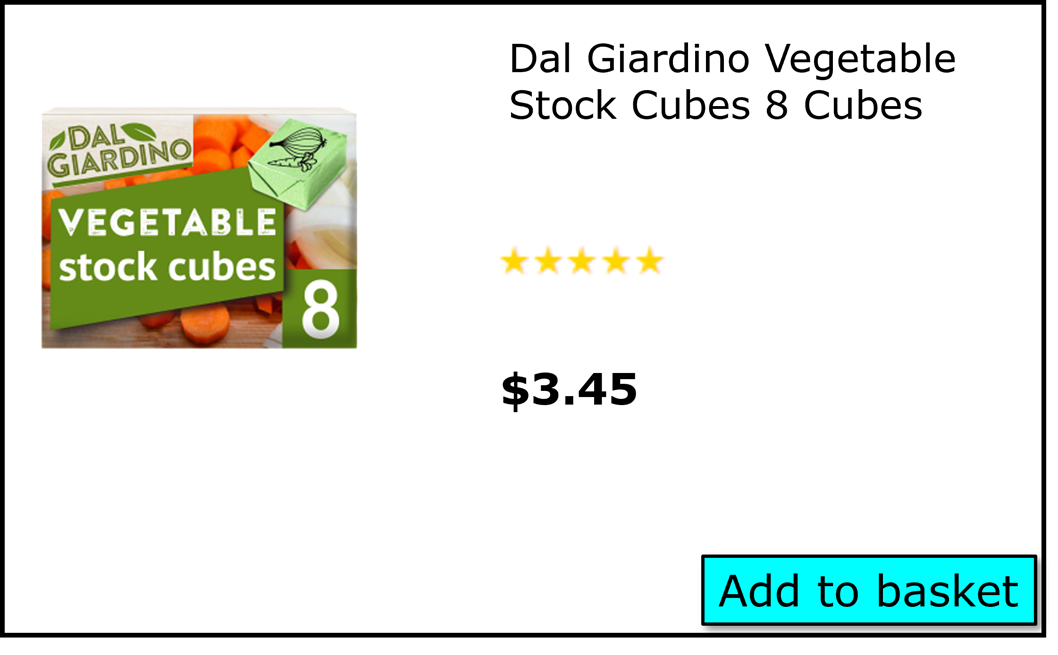 Dal Giardino Vegetable
Stock Cubes 8 Cubes
DAL
GIARDINO
VEGETABLE
stock cubes
8
$3.45
Add to basket